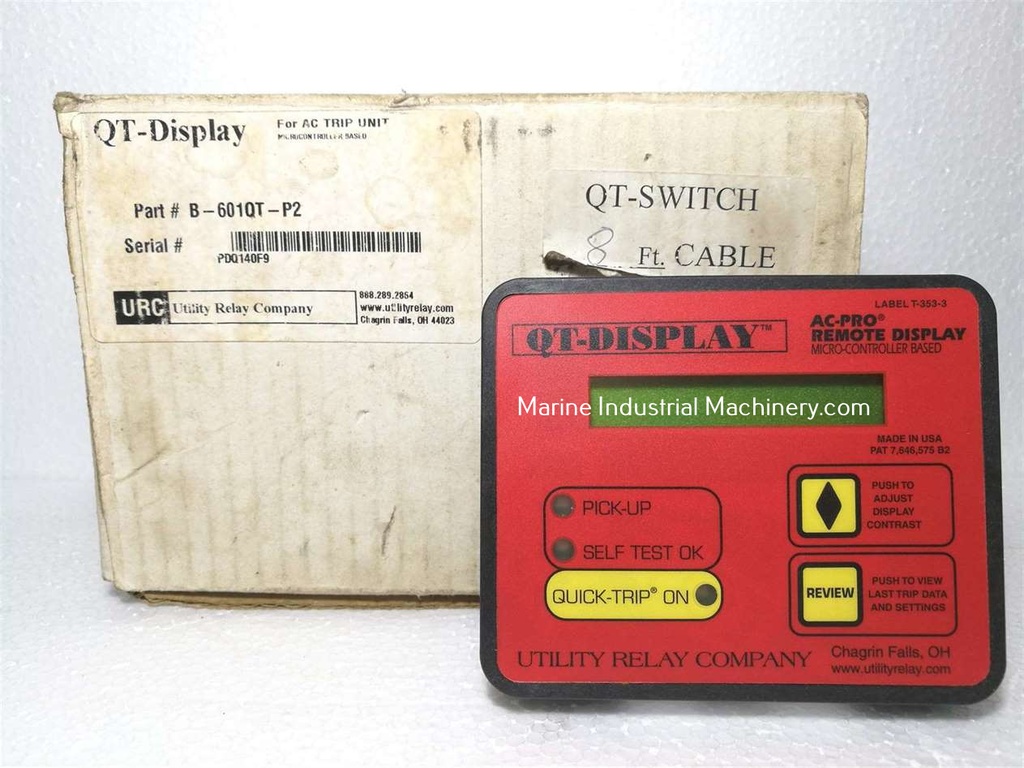 QT-Display
For AC TRIP UNIT
MICROCONTROLLER BASED
Part # B-601QT-P2
Serial #
PDQ140F9
URC Utility Relay Company
888.289.2864
www.utilityrelay.com
Chagrin Falls, OH 44023
QT-SWITCH
8 Ft. CABLE
LABEL T-353-3
QT-DISPLAY™
AC-PRO®
REMOTE DISPLAY
MICRO-CONTROLLER BASED
Marine Industrial Machinery.com
MADE IN USA
PAT 7,646,575 B2
PICK-UP
SELF TEST OK
QUICK-TRIP® ON
PUSH TO
ADJUST
DISPLAY
CONTRAST
REVIEW
PUSH TO VIEW
LAST TRIP DATA
AND SETTINGS
UTILITY RELAY COMPANY
Chagrin Falls, OH
www.utilityrelay.com